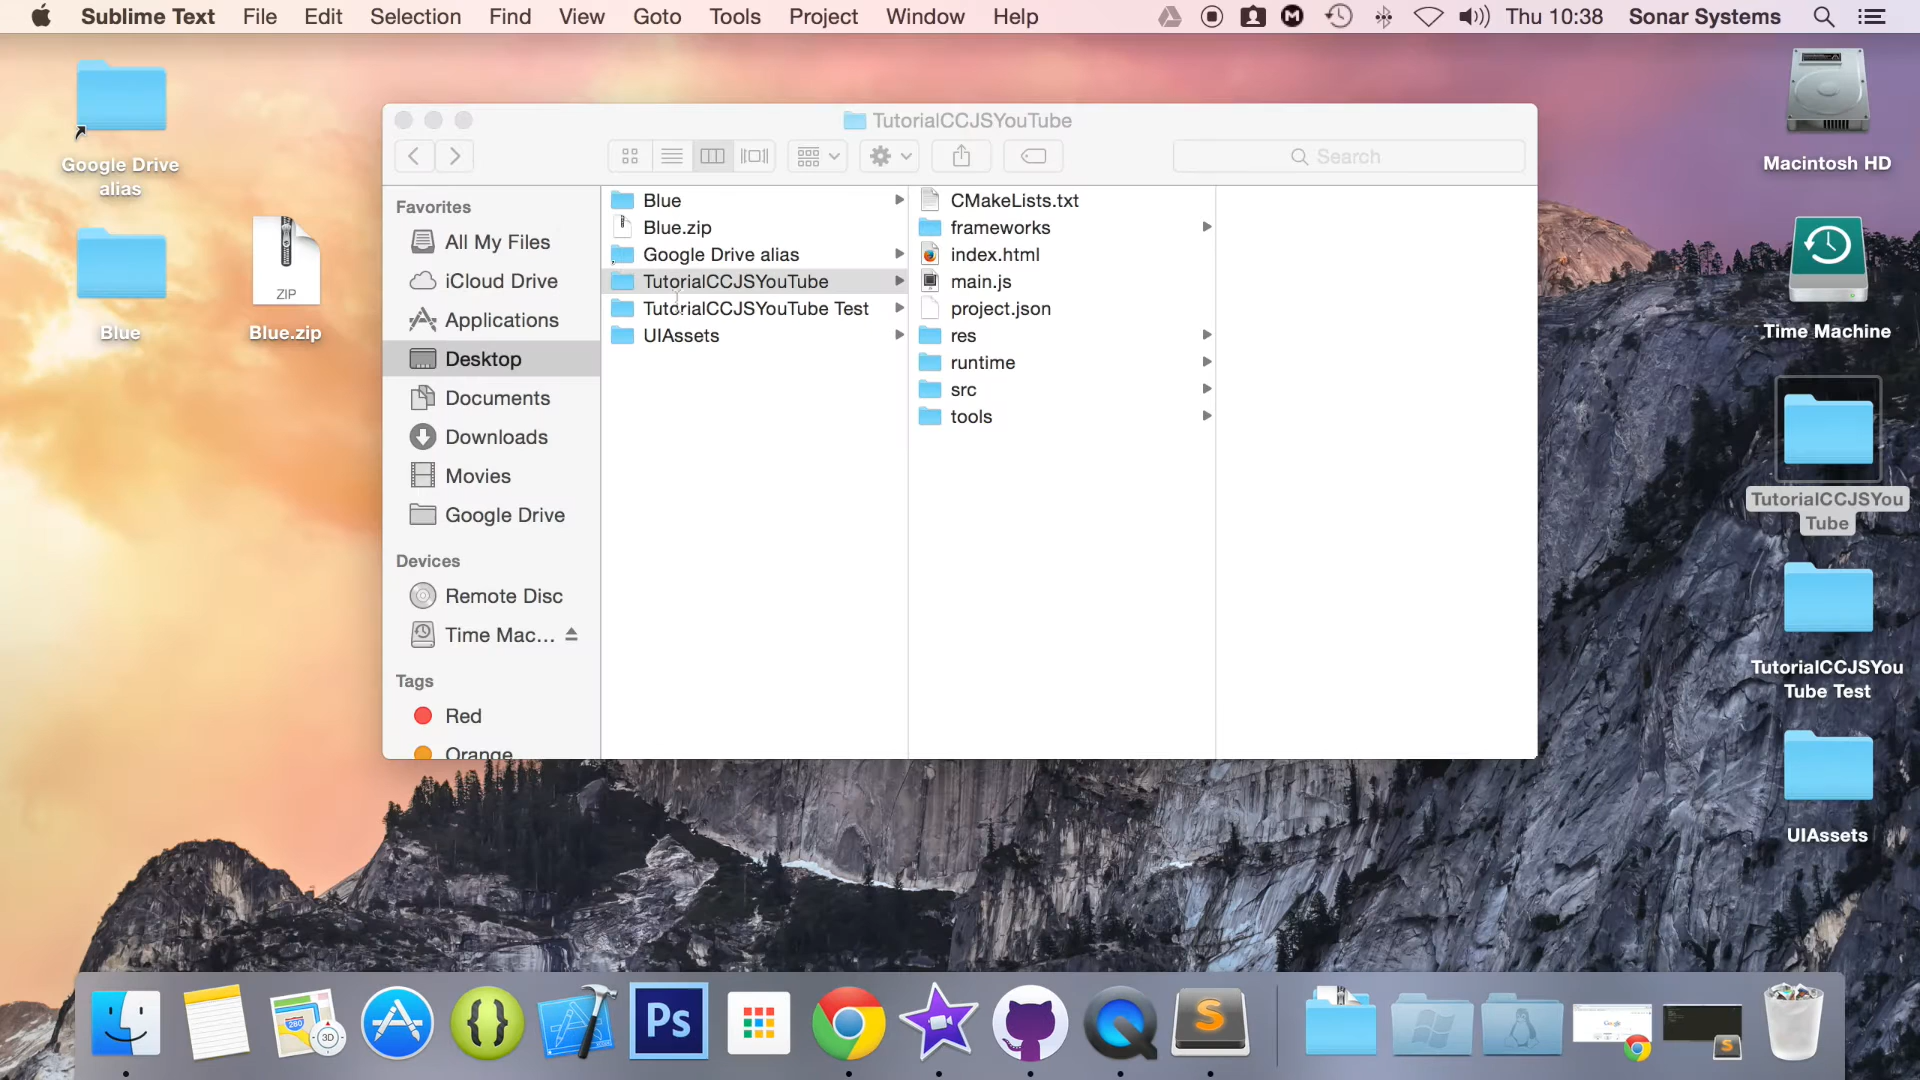 Sublime Text File Edit Selection Find View Goto Tools Project Window Help Thu 10:38 Sonar Systems
Google Drive
alias
Blue
ZIP
Blue.zip
TutorialCCJSYouTube
Search
Favorites
All My Files
iCloud Drive
Applications
Desktop
Documents
Downloads
Movies
Google Drive
Devices
Remote Disc
Time Mac...
Tags
Red
Orange
Blue
Blue.zip
Google Drive alias
TutorialCCJSYouTube
TutorialCCJSYouTube Test
UIAssets
CMakeLists.txt
frameworks
index.html
main.js
project.json
res
runtime
src
tools
Macintosh HD
Time Machine
TutorialCCJSYou
Tube
TutorialCCJSYou
Tube Test
UIAssets
280
3D
{}
Ps
S